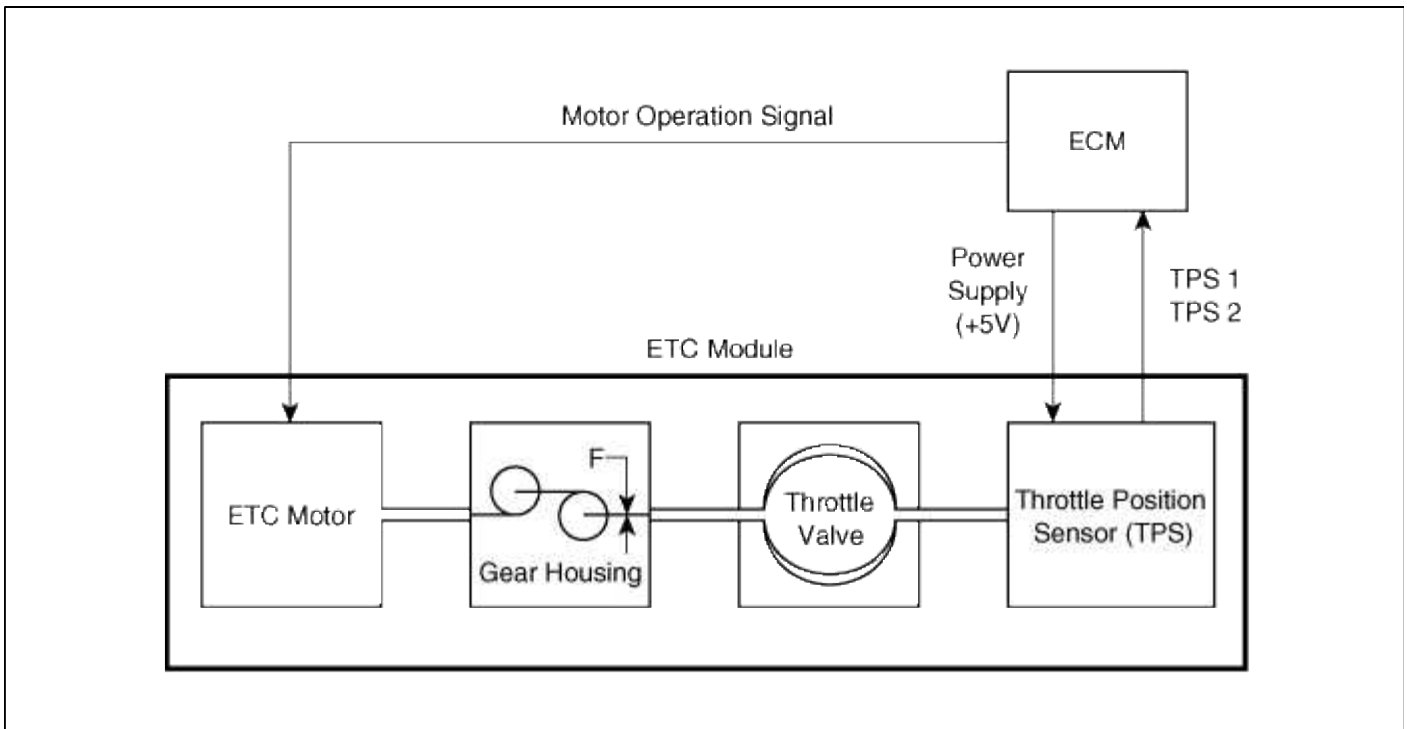 Motor Operation Signal
ECM
Power
Supply
(+5V)
TPS 1
TPS 2
ETC Module
ETC Motor
F
Gear Housing
Throttle
Valve
Throttle Position
Sensor (TPS)